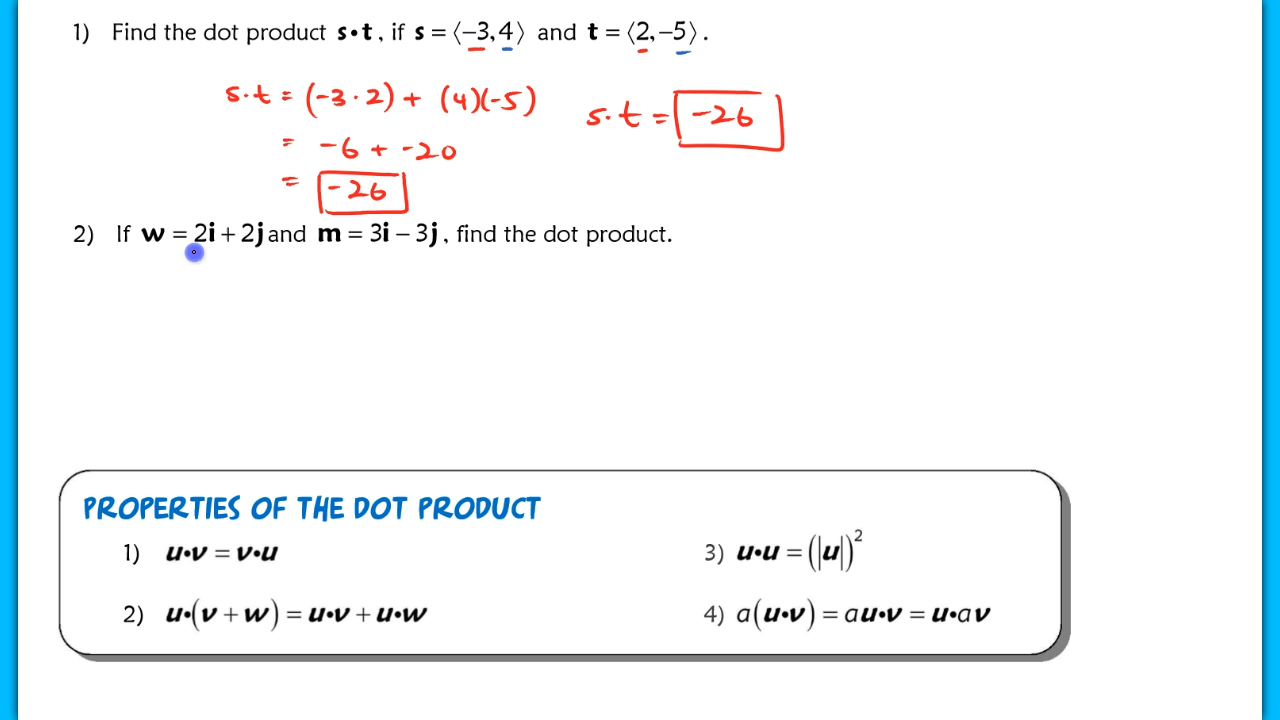 1) Find the dot product s•t, if s = ⟨−3,4⟩ and t = ⟨2,−5⟩.
s·t = (-3·2) + (4)(-5)
s·t = -26
= -6 + -20
= -26
2) If w = 2i + 2j and m = 3i − 3j, find the dot product.
PROPERTIES OF THE DOT PRODUCT
1) u•v = v•u
3) u•u = (|u|)²
2) u•(v + w) = u•v + u•w
4) a(u•v) = au•v = u•av